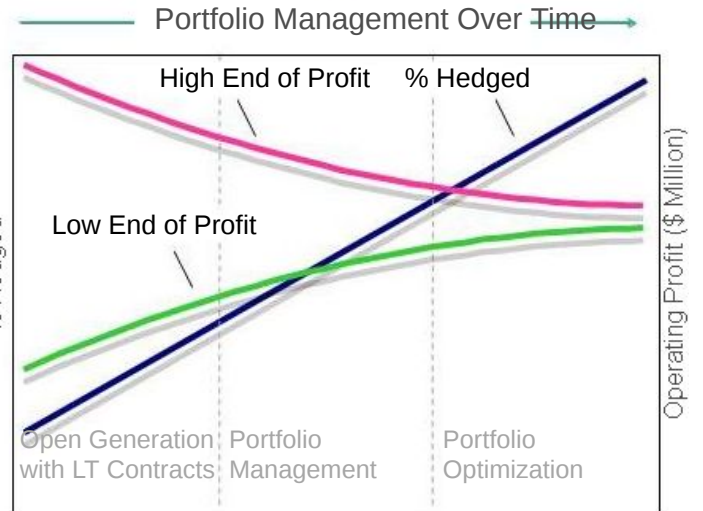 Portfolio Management Over Time
High End of Profit
% Hedged
Low End of Profit
Operating Profit ($ Million)
Open Generation
with LT Contracts
Portfolio
Management
Portfolio
Optimization